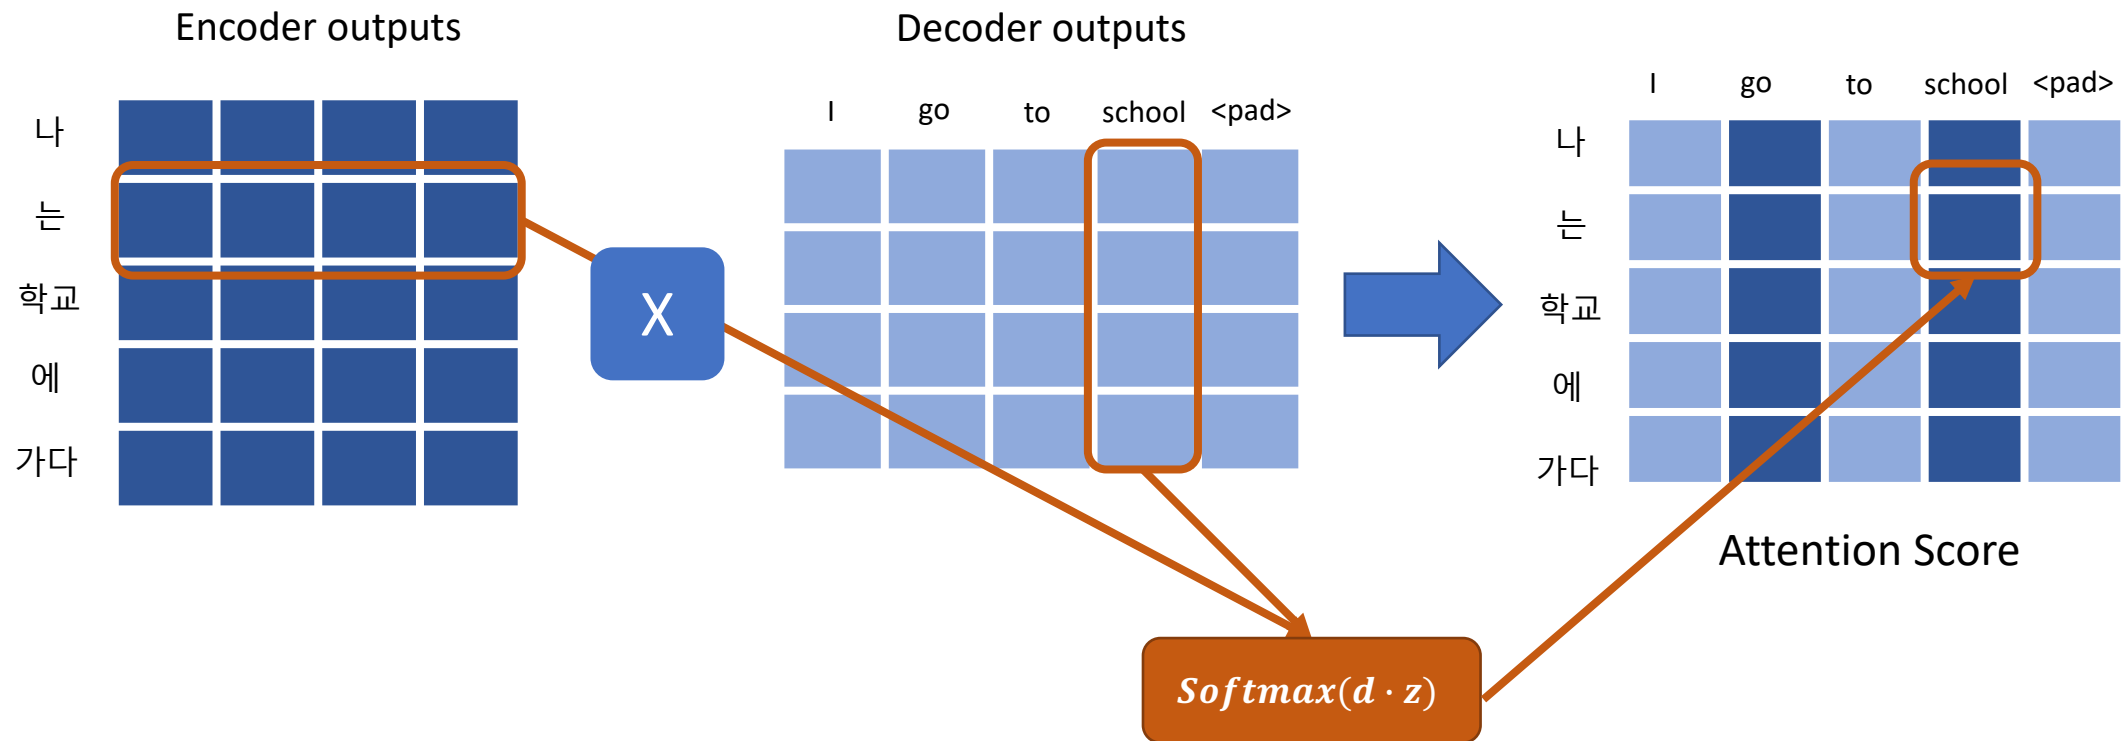 Encoder outputs
나
는
학교
에
가다
X
Decoder outputs
I go to school <pad>
Softmax(d · z)
I go to school <pad>
나
는
학교
에
가다
Attention Score